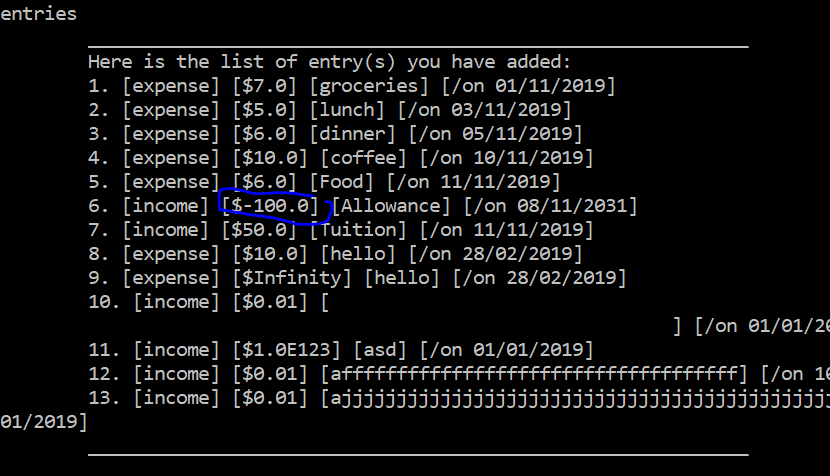 entries
Here is the list of entry(s) you have added:
1. [expense] [$7.0] [groceries] [/on 01/11/2019]
2. [expense] [$5.0] [lunch] [/on 03/11/2019]
3. [expense] [$6.0] [dinner] [/on 05/11/2019]
4. [expense] [$10.0] [coffee] [/on 10/11/2019]
5. [expense] [$6.0] [Food] [/on 11/11/2019]
6. [income] [$-100.0] [Allowance] [/on 08/11/2031]
7. [income] [$50.0] [Tuition] [/on 11/11/2019]
8. [expense] [$10.0] [hello] [/on 28/02/2019]
9. [expense] [$Infinity] [hello] [/on 28/02/2019]
10. [income] [$0.01] [
] [/on 01/01/20
11. [income] [$1.0E123] [asd] [/on 01/01/2019]
12. [income] [$0.01] [afffffffffffffffffffffffffffffffffffff] [/on 10
13. [income] [$0.01] [ajjjjjjjjjjjjjjjjjjjjjjjjjjjjjjjjjjjjjjjjjjjjj
01/2019]